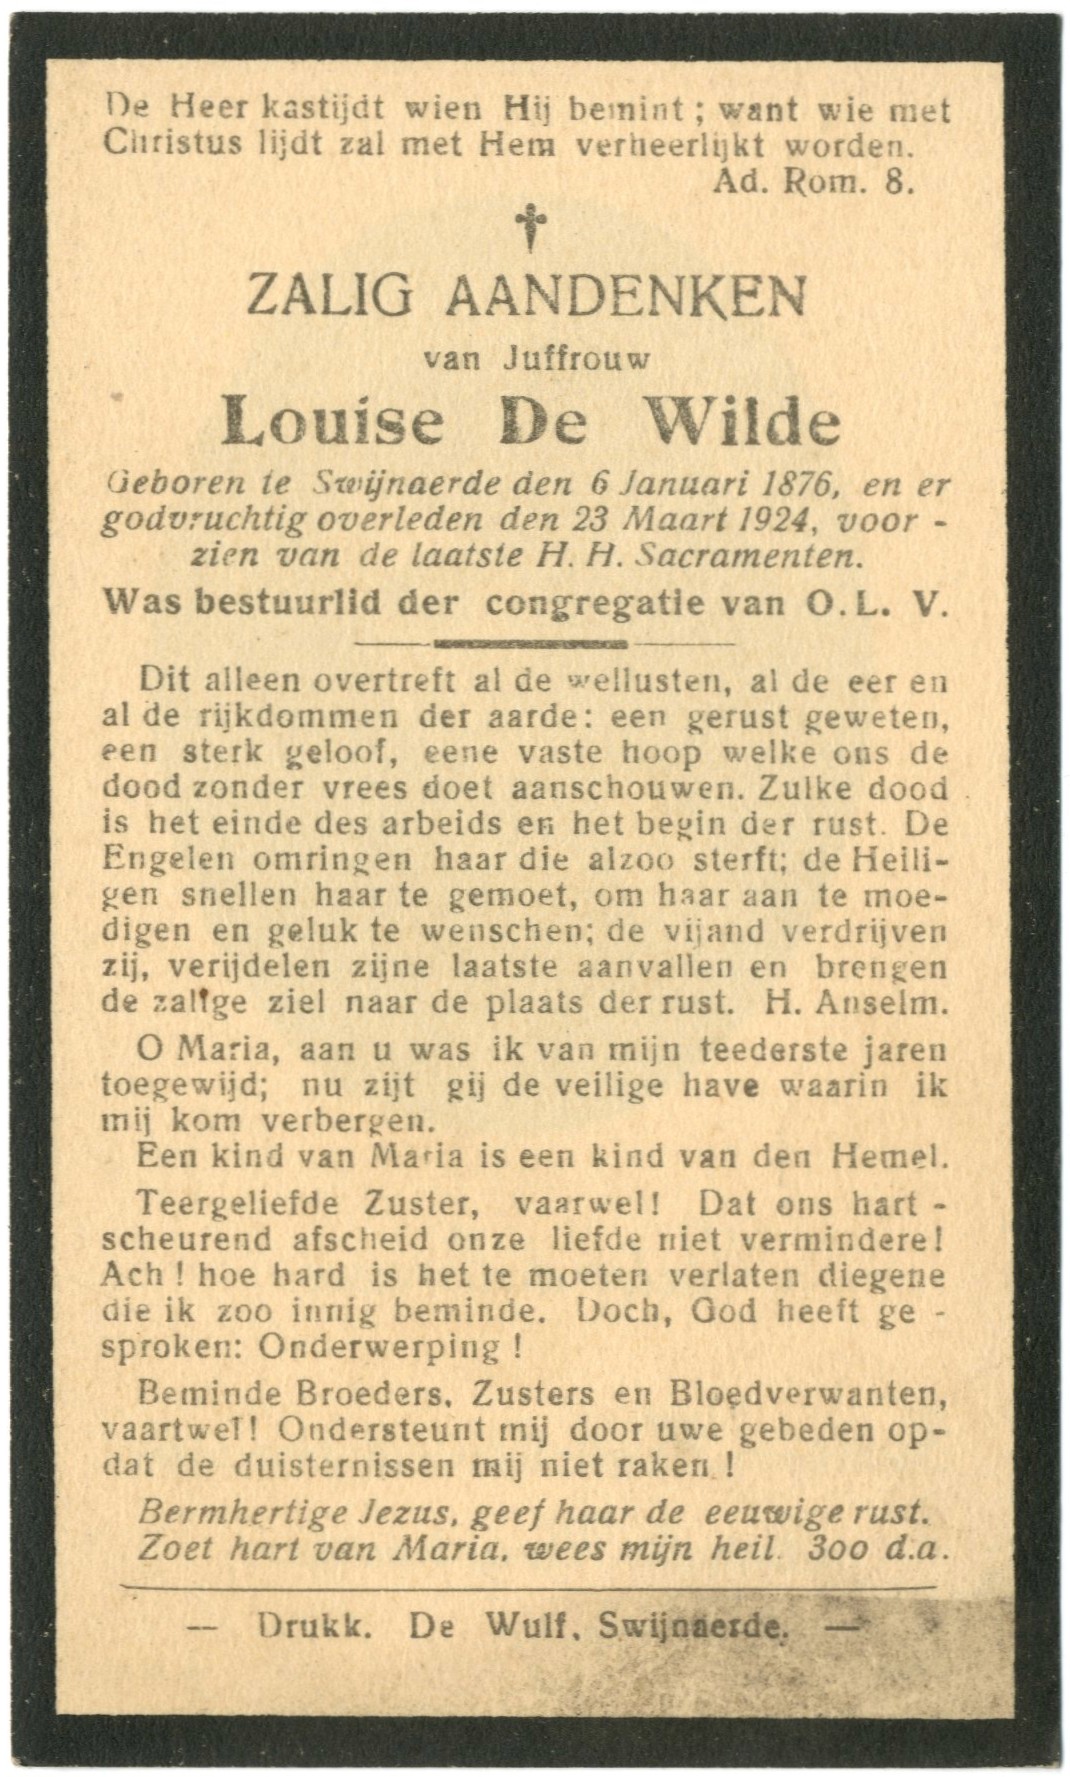 De Heer kastijdt wien Hij bemint ; want wie met
Christus lijdt zal met Hem verheerlijkt worden.
Ad. Rom. 8.
ZALIG AANDENKEN
van Juffrouw
Louise De Wilde
Geboren te Swijnaerde den 6 Januari 1876, en er
godvruchtig overleden den 23 Maart 1924, voor -
zien van de laatste H. H. Sacramenten.
Was bestuurlid der congregatie van O. L. V.
Dit alleen overtreft al de wellusten, al de eer en
al de rijkdommen der aarde: een gerust geweten,
een sterk geloof, eene vaste hoop welke ons de
dood zonder vrees doet aanschouwen. Zulke dood
is het einde des arbeids en het begin der rust. De
Engelen omringen haar die alzoo sterft; de Heili-
gen snellen haar te gemoet, om haar aan te moe-
digen en geluk te wenschen; de vijand verdrijven
zij, verijdelen zijne laatste aanvallen en brengen
de zalige ziel naar de plaats der rust. H. Anselm.
O Maria, aan u was ik van mijn teederste jaren
toegewijd; nu zijt gij de veilige have waarin ik
mij kom verbergen.
Een kind van Maria is een kind van den Hemel.
Teergeliefde Zuster, vaarwel! Dat ons hart -
scheurend afscheid onze liefde niet vermindere!
Ach ! hoe hard is het te moeten verlaten diegene
die ik zoo innig beminde. Doch, God heeft ge -
sproken: Onderwerping !
Beminde Broeders, Zusters en Bloedverwanten,
vaartwel! Ondersteunt mij door uwe gebeden op-
dat de duisternissen mij niet raken !
Bermhertige Jezus, geef haar de eeuwige rust.
Zoet hart van Maria, wees mijn heil. 300 d.a.
— Drukk. De Wulf, Swijnaerde. —